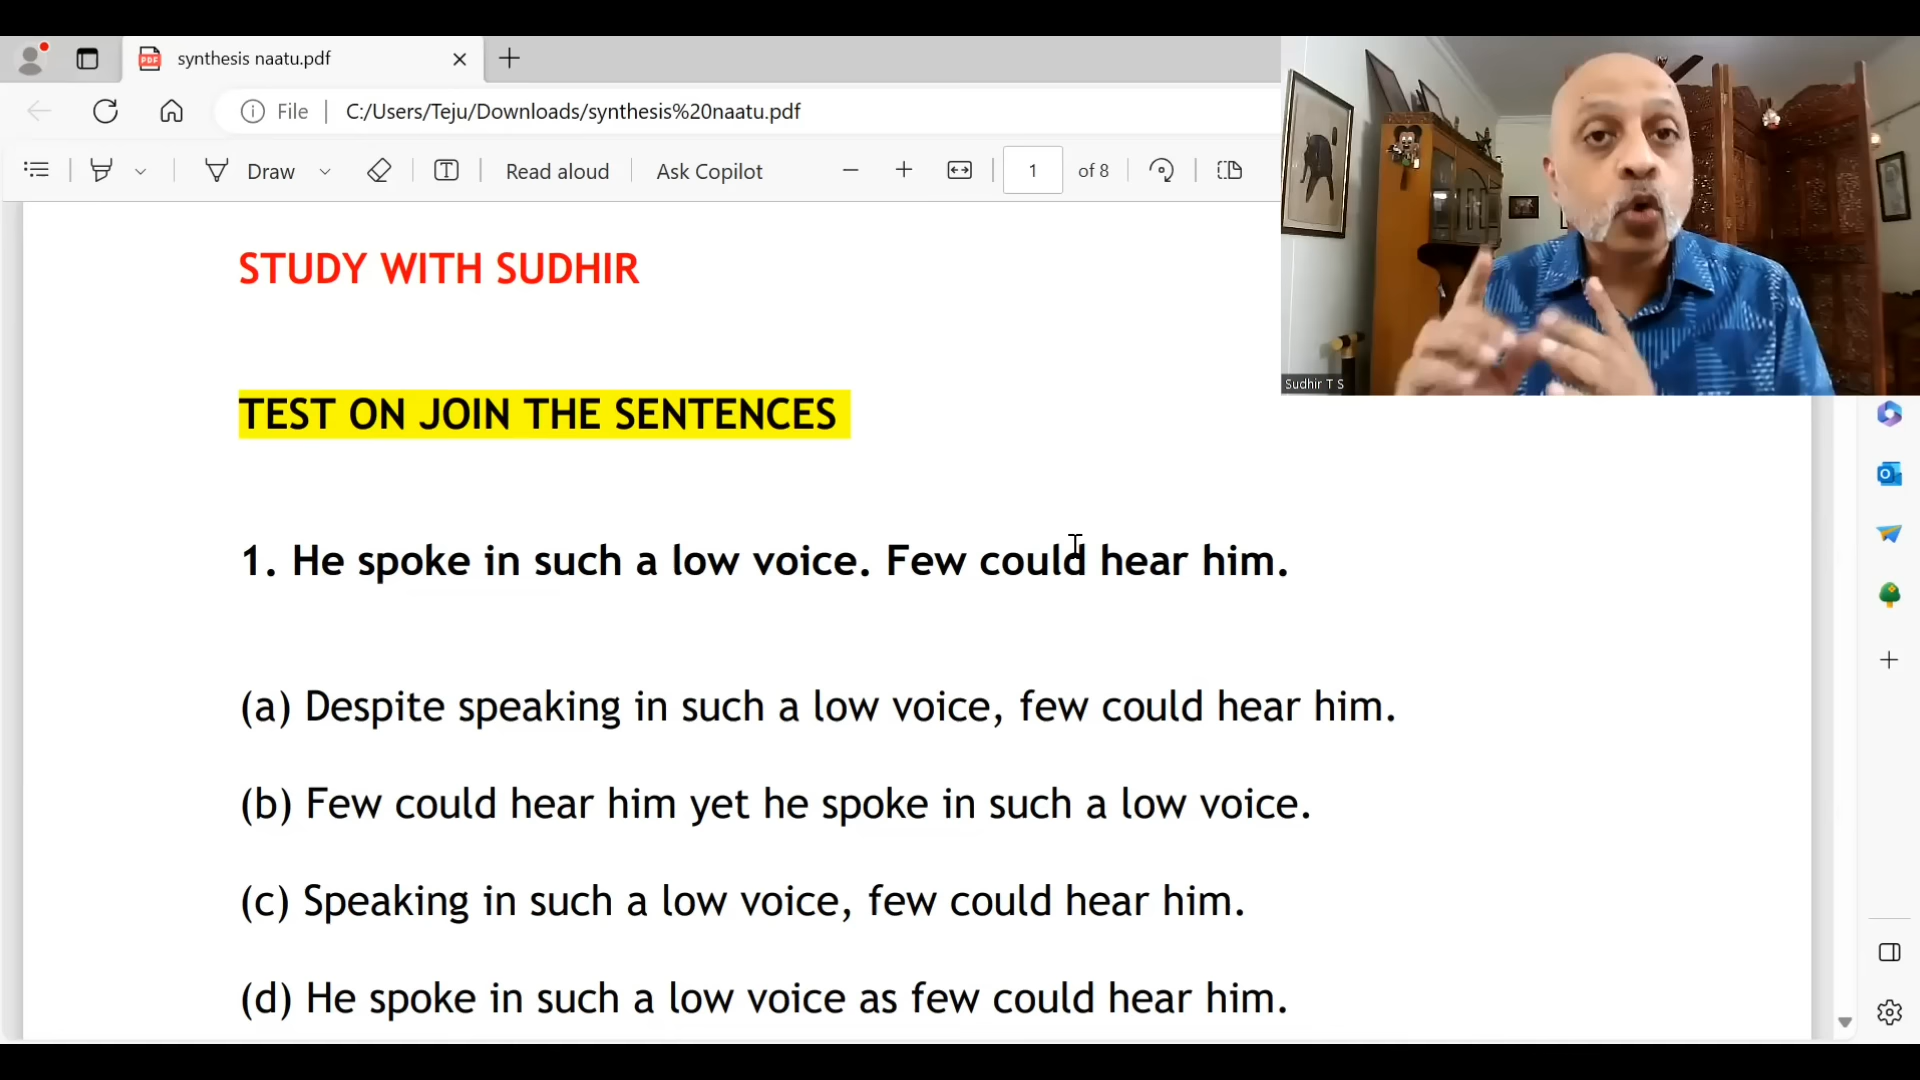 synthesis naatu.pdf
File
C:/Users/Teju/Downloads/synthesis%20naatu.pdf
Draw
Read aloud
Ask Copilot
1 of 8
Sudhir T S
STUDY WITH SUDHIR
TEST ON JOIN THE SENTENCES
1. He spoke in such a low voice. Few could hear him.
(a) Despite speaking in such a low voice, few could hear him.
(b) Few could hear him yet he spoke in such a low voice.
(c) Speaking in such a low voice, few could hear him.
(d) He spoke in such a low voice as few could hear him.